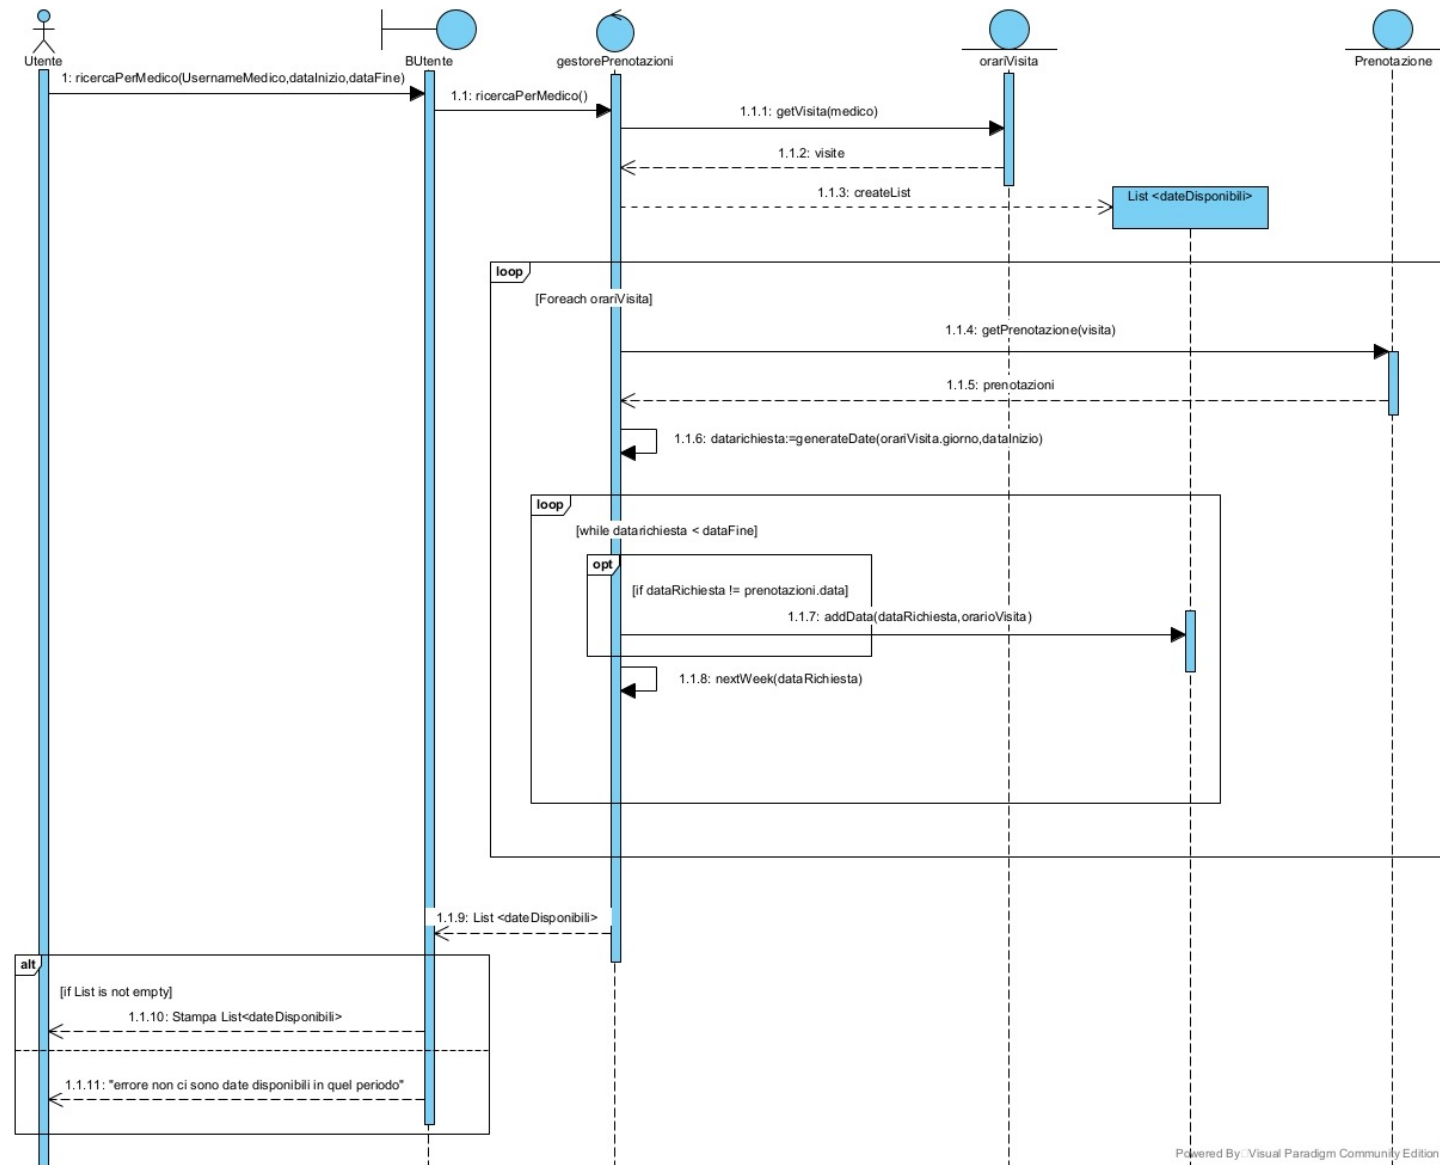 Utente
BUtente
gestorePrenotazioni
orariVisita
Prenotazione
1: ricercaPerMedico(UsernameMedico,dataInizio,dataFine)
1.1: ricercaPerMedico()
1.1.1: getVisita(medico)
1.1.2: visite
1.1.3: createList
List <dateDisponibili>
loop
[Foreach orariVisita]
1.1.4: getPrenotazione(visita)
1.1.5: prenotazioni
1.1.6: datarichiesta:=generateDate(orariVisita.giorno,dataInizio)
loop
[while datarichiesta < dataFine]
opt
[if dataRichiesta != prenotazioni.data]
1.1.7: addData(dataRichiesta,orarioVisita)
1.1.8: nextWeek(dataRichiesta)
1.1.9: List <dateDisponibili>
alt
[if List is not empty]
1.1.10: Stampa List<dateDisponibili>
1.1.11: "errore non ci sono date disponibili in quel periodo"
Powered By Visual Paradigm Community Edition